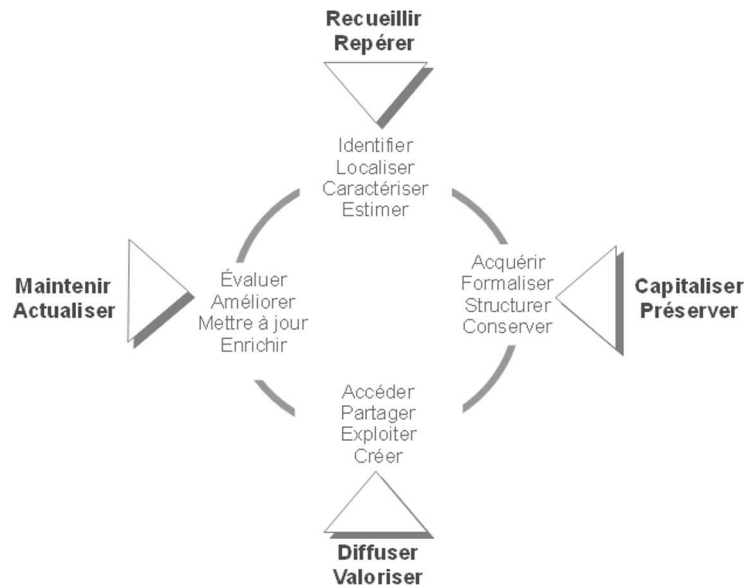 Recueillir
Repérer
Identifier
Localiser
Caractériser
Estimer
Maintenir
Actualiser
Évaluer
Améliorer
Mettre à jour
Enrichir
Acquérir
Formaliser
Structurer
Conserver
Capitaliser
Préserver
Accéder
Partager
Exploiter
Créer
Diffuser
Valoriser